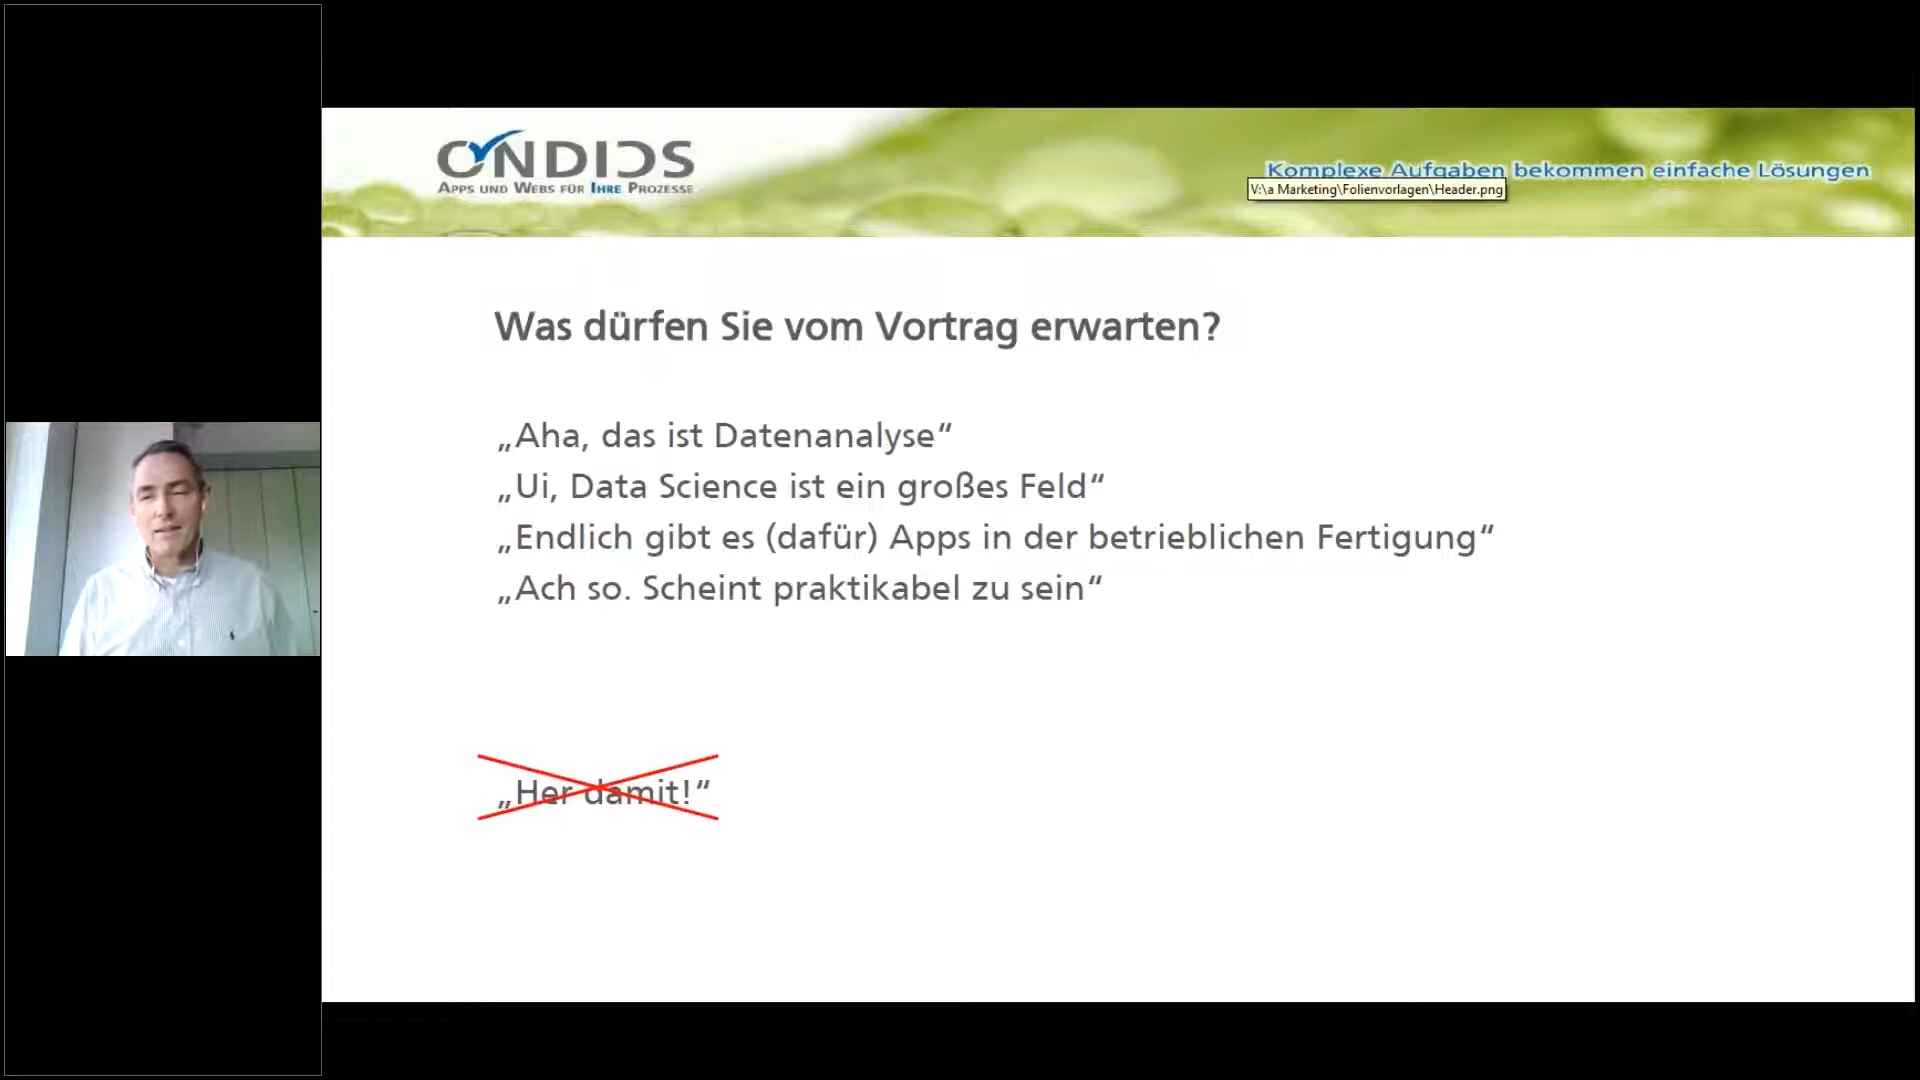 CONDIDS
APPS UND WEBS FÜR IHRE PROZESSE
Komplexe Aufgaben bekommen einfache Lösungen
V:\a Marketing\Folienvorlagen\Header.png
Was dürfen Sie vom Vortrag erwarten?
„Aha, das ist Datenanalyse“
„Ui, Data Science ist ein großes Feld“
„Endlich gibt es (dafür) Apps in der betrieblichen Fertigung“
„Ach so. Scheint praktikabel zu sein“
„Her damit!“